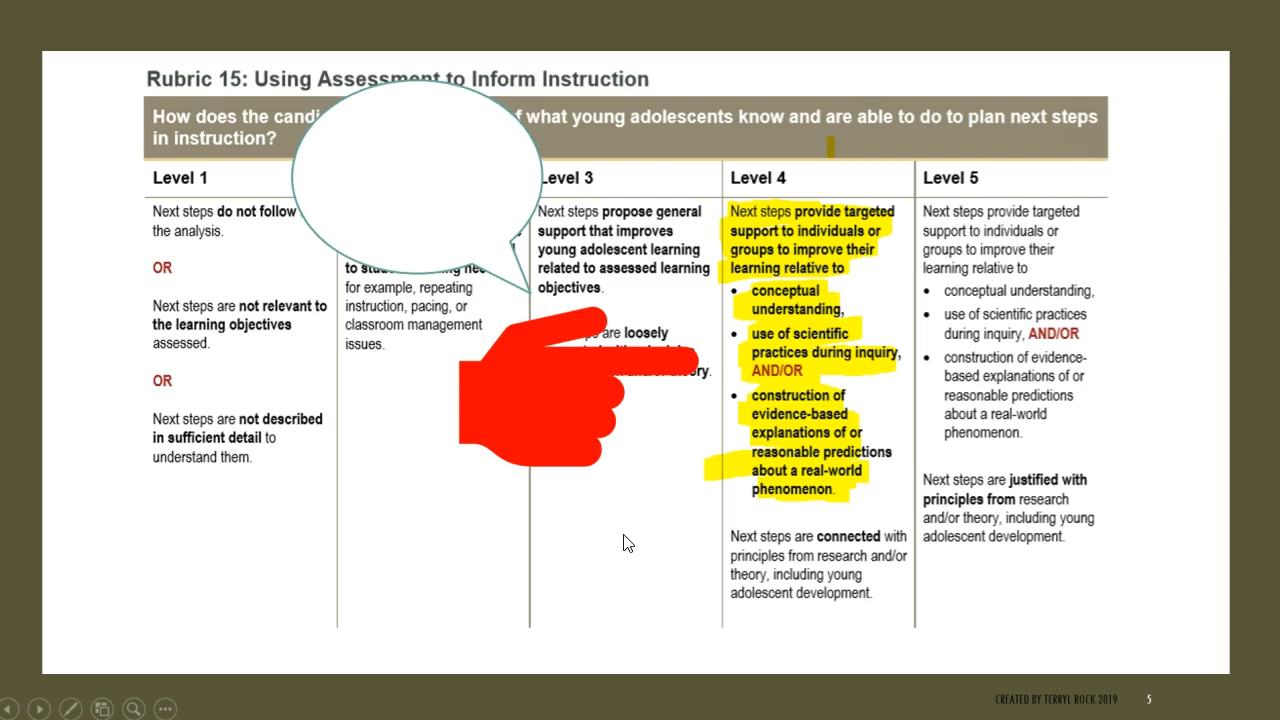 Rubric 15: Using Assessment to Inform Instruction
How does the candi f what young adolescents know and are able to do to plan next steps
in instruction?
Level 1
Next steps do not follow
the analysis.
OR
Next steps are not relevant to
the learning objectives
assessed.
OR
Next steps are not described
in sufficient detail to
understand them.
for example, repeating
instruction, pacing, or
classroom management
issues.
Level 3
Next steps propose general
support that improves
young adolescent learning
related to assessed learning
objectives.
are loosely
Level 4
Next steps provide targeted
support to individuals or
groups to improve their
learning relative to
• conceptual
understanding,
• use of scientific
practices during inquiry,
AND/OR
• construction of
evidence-based
explanations of or
reasonable predictions
about a real-world
phenomenon.
Next steps are connected with
principles from research and/or
theory, including young
adolescent development.
Level 5
Next steps provide targeted
support to individuals or
groups to improve their
learning relative to
• conceptual understanding,
• use of scientific practices
during inquiry, AND/OR
• construction of evidence-
based explanations of or
reasonable predictions
about a real-world
phenomenon.
Next steps are justified with
principles from research
and/or theory, including young
adolescent development.
CREATED BY TERRYL ROCK 2019
5